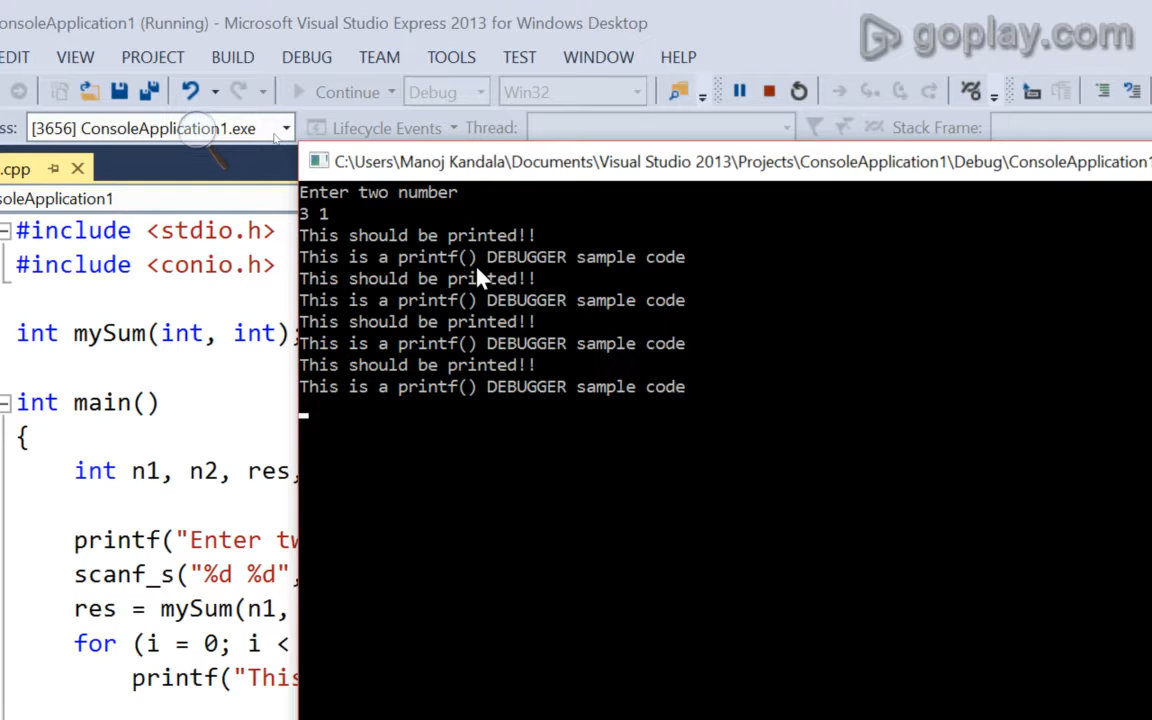 onsoleApplication1 (Running) - Microsoft Visual Studio Express 2013 for Windows Desktop
goplay.com
EDIT VIEW PROJECT BUILD DEBUG TEAM TOOLS TEST WINDOW HELP
Continue Debug Win32
ss: [3656] ConsoleApplication1.exe Lifecycle Events Thread: Stack Frame:
.cpp
C:\Users\Manoj Kandala\Documents\Visual Studio 2013\Projects\ConsoleApplication1\Debug\ConsoleApplication1
soleApplication1
#include <stdio.h>
#include <conio.h>
int mySum(int, int);
int main()
{
int n1, n2, res,
printf("Enter tw
scanf_s("%d %d",
res = mySum(n1,
for (i = 0; i <
printf("This
Enter two number
3 1
This should be printed!!
This is a printf() DEBUGGER sample code
This should be printed!!
This is a printf() DEBUGGER sample code
This should be printed!!
This is a printf() DEBUGGER sample code
This should be printed!!
This is a printf() DEBUGGER sample code